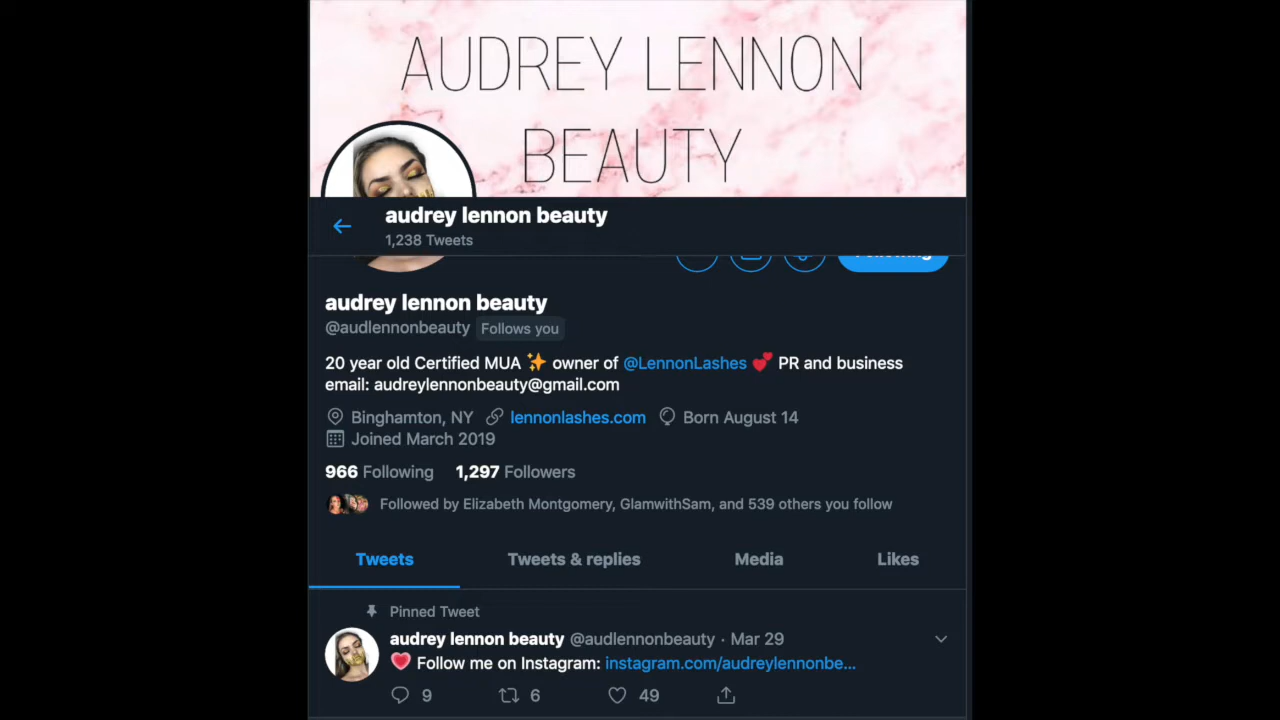 AUDREY LENNON
BEAUTY
audrey lennon beauty
1,238 Tweets
Following
audrey lennon beauty
@audlennonbeauty Follows you
20 year old Certified MUA ✨ owner of @LennonLashes 💕 PR and business
email: audreylennonbeauty@gmail.com
Binghamton, NY lennonlashes.com Born August 14
Joined March 2019
966 Following 1,297 Followers
Followed by Elizabeth Montgomery, GlamwithSam, and 539 others you follow
Tweets Tweets & replies Media Likes
Pinned Tweet
audrey lennon beauty @audlennonbeauty · Mar 29
💗 Follow me on Instagram: instagram.com/audreylennonbe...
9 6 49